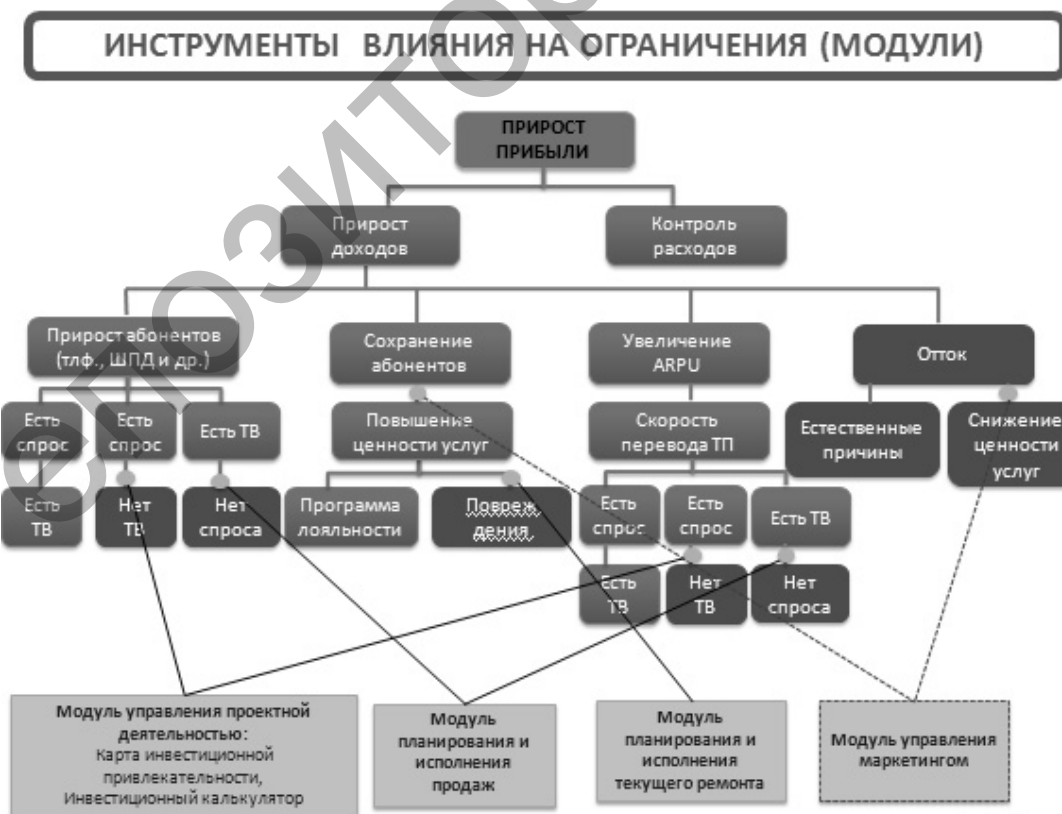 ИНСТРУМЕНТЫ ВЛИЯНИЯ НА ОГРАНИЧЕНИЯ (МОДУЛИ)
ПРИРОСТ
ПРИБЫЛИ
Прирост
доходов
Контроль
расходов
Прирост абонентов
(тлф., ШПД и др.)
Сохранение
абонентов
Увеличение
ARPU
Отток
Есть
спрос
Есть
спрос
Есть ТВ
Повышение
ценности услуг
Скорость
перевода ТП
Естественные
причины
Снижение
ценности
услуг
Есть
ТВ
Нет
ТВ
Нет
спроса
Программа
лояльности
Повреж
дения
Есть
спрос
Есть
спрос
Есть ТВ
Есть
ТВ
Нет
ТВ
Нет
спроса
Модуль управления проектной
деятельностью:
Карта инвестиционной
привлекательности,
Инвестиционный калькулятор
Модуль
планирования и
исполнения
продаж
Модуль
планирования и
исполнения
текущего ремонта
Модуль управления
маркетингом